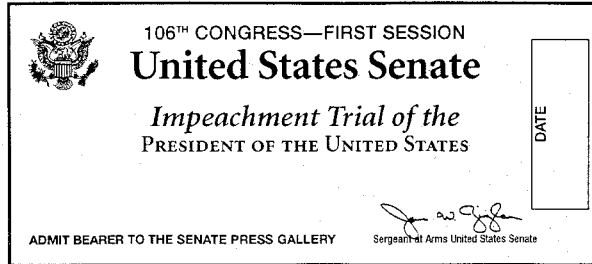 106TH CONGRESS—FIRST SESSION
United States Senate
Impeachment Trial of the
PRESIDENT OF THE UNITED STATES
DATE
ADMIT BEARER TO THE SENATE PRESS GALLERY
Sergeant at Arms United States Senate